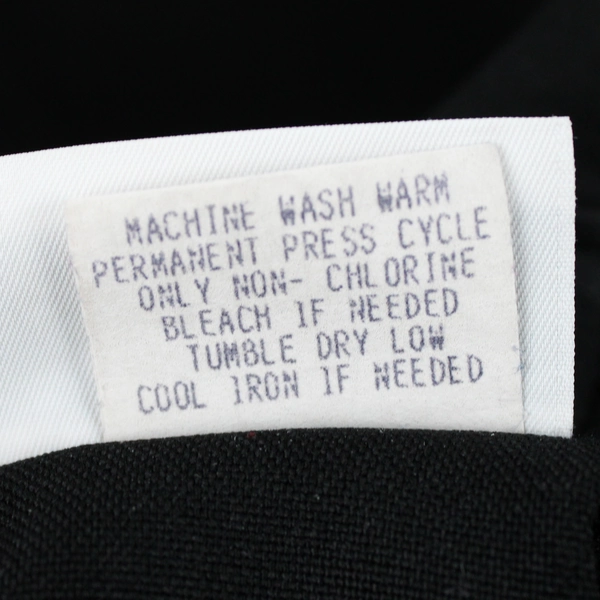 MACHINE WASH WARM
PERMANENT PRESS CYCLE
ONLY NON- CHLORINE
BLEACH IF NEEDED
TUMBLE DRY LOW
COOL IRON IF NEEDED